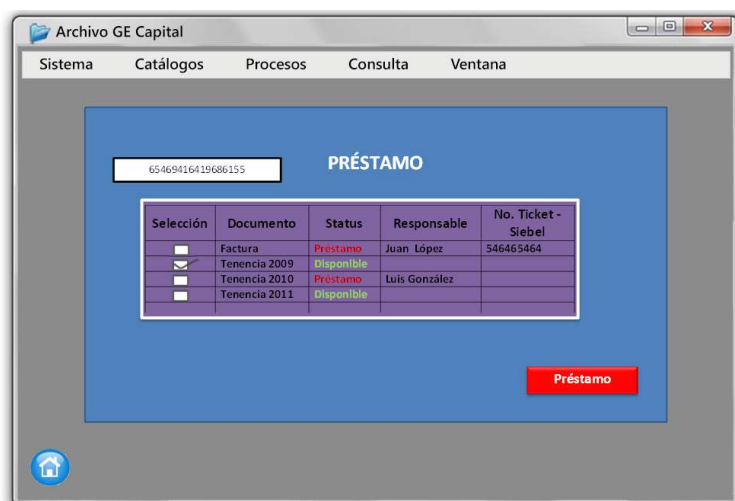 Archivo GE Capital
Sistema Catálogos Procesos Consulta Ventana
65469416419686155
PRÉSTAMO
Selección Documento Status Responsable No. Ticket -
Siebel
Factura Préstamo Juan López 546465464
Tenencia 2009 Disponible
Tenencia 2010 Préstamo Luis González
Tenencia 2011 Disponible
Préstamo